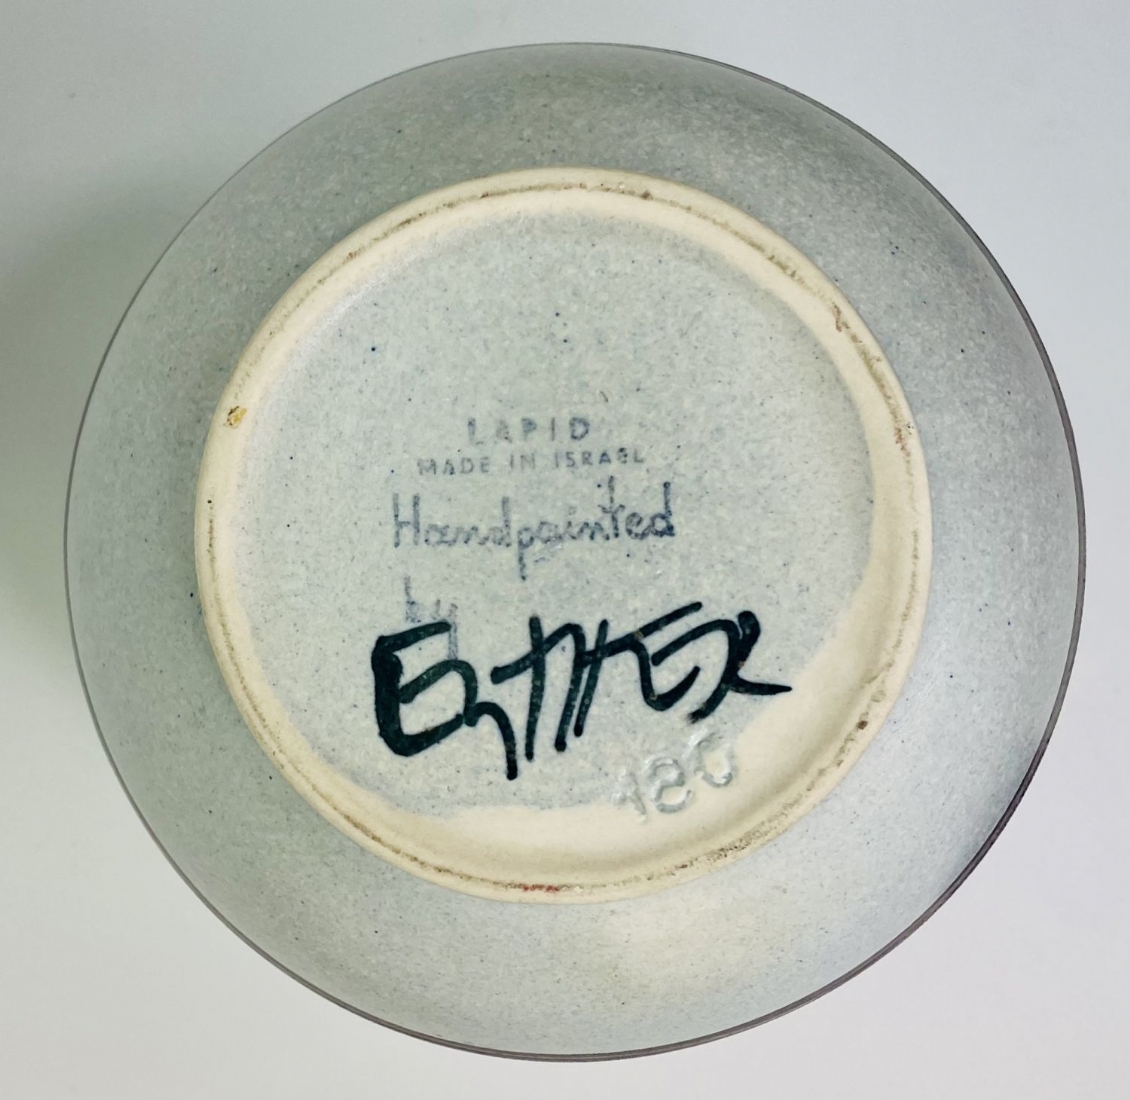 LAPID
MADE IN ISRAEL
Handpainted
by
ESTHER